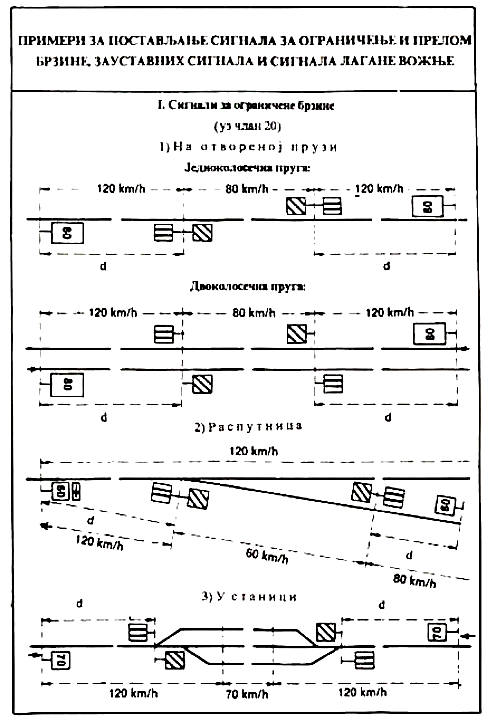 ПРИМЕРИ ЗА ПОСТАВЉАЊЕ СИГНАЛА ЗА ОГРАНИЧЕЊЕ И ПРЕЛОМ
БРЗИНЕ, ЗАУСТАВНИХ СИГНАЛА И СИГНАЛА ЛАГАНЕ ВОЖЊЕ
I. Сигнали за ограничене брзине
(уз члан 20)
1) На отвореној прузи
Једноколосечна пруга:
120 km/h 80 km/h 120 km/h
80
80
d d
Двоколосечна пруга:
120 km/h 80 km/h 120 km/h
80
80
d d
2) Распутница
120 km/h
60 80
d d
120 km/h 60 km/h 80 km/h
3) У станици
d d
70
70
120 km/h 70 km/h 120 km/h